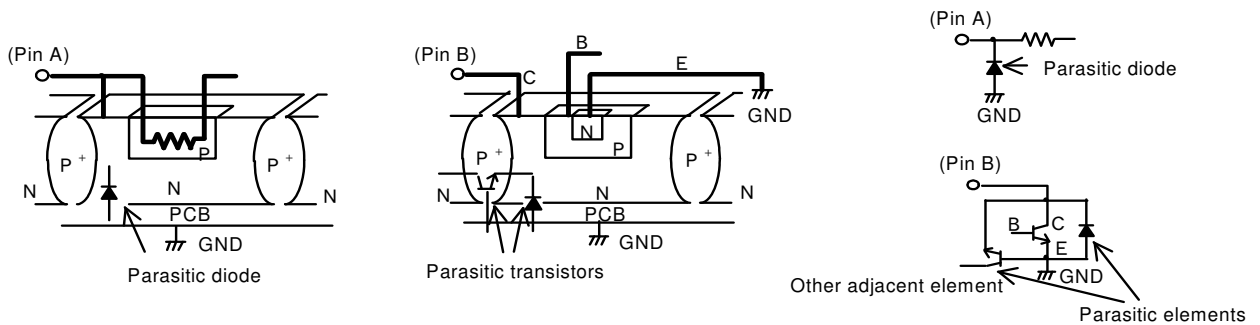 (Pin A)
P
P +
P +
N
N
N
PCB
GND
Parasitic diode
(Pin B)
B
C
E
GND
N
P
P +
P +
N
N
N
PCB
GND
Parasitic transistors
(Pin A)
Parasitic diode
GND
(Pin B)
B
C
E
GND
Other adjacent element
Parasitic elements